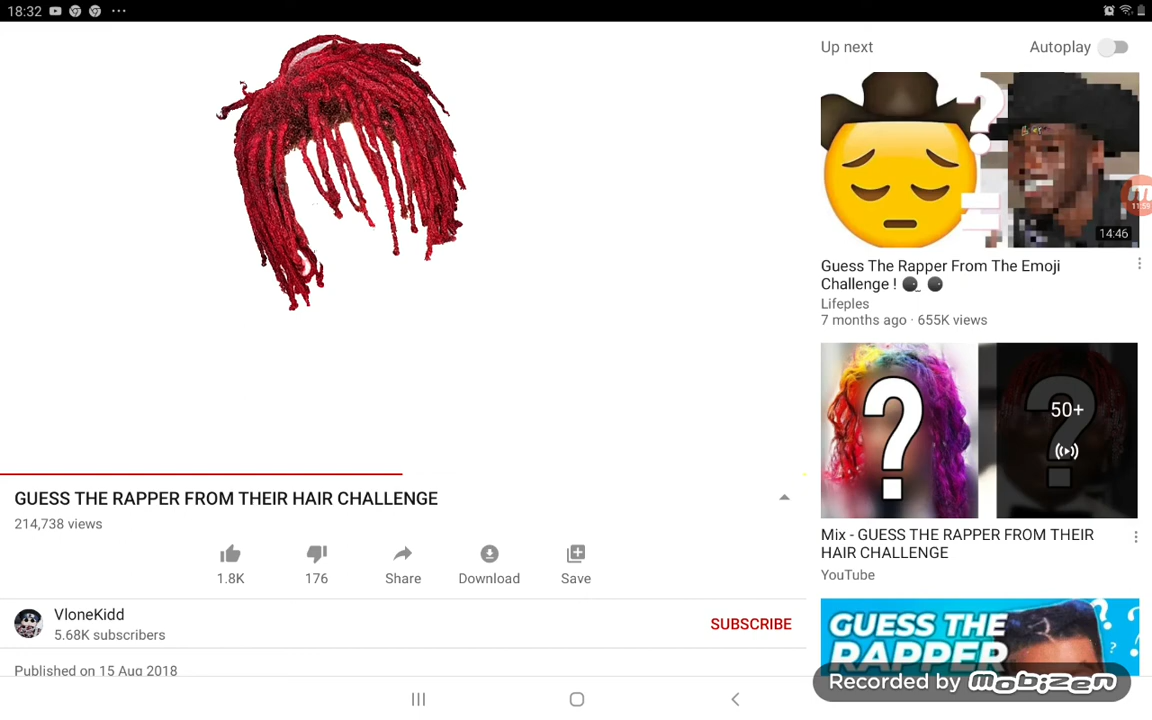 18:32
Up next
Autoplay
14:46
11:59
Guess The Rapper From The Emoji
Challenge !
Lifeples
7 months ago · 655K views
50+
Mix - GUESS THE RAPPER FROM THEIR
HAIR CHALLENGE
YouTube
GUESS THE
RAPPER
Recorded by mobizen
GUESS THE RAPPER FROM THEIR HAIR CHALLENGE
214,738 views
1.8K
176
Share
Download
Save
VloneKidd
5.68K subscribers
SUBSCRIBE
Published on 15 Aug 2018